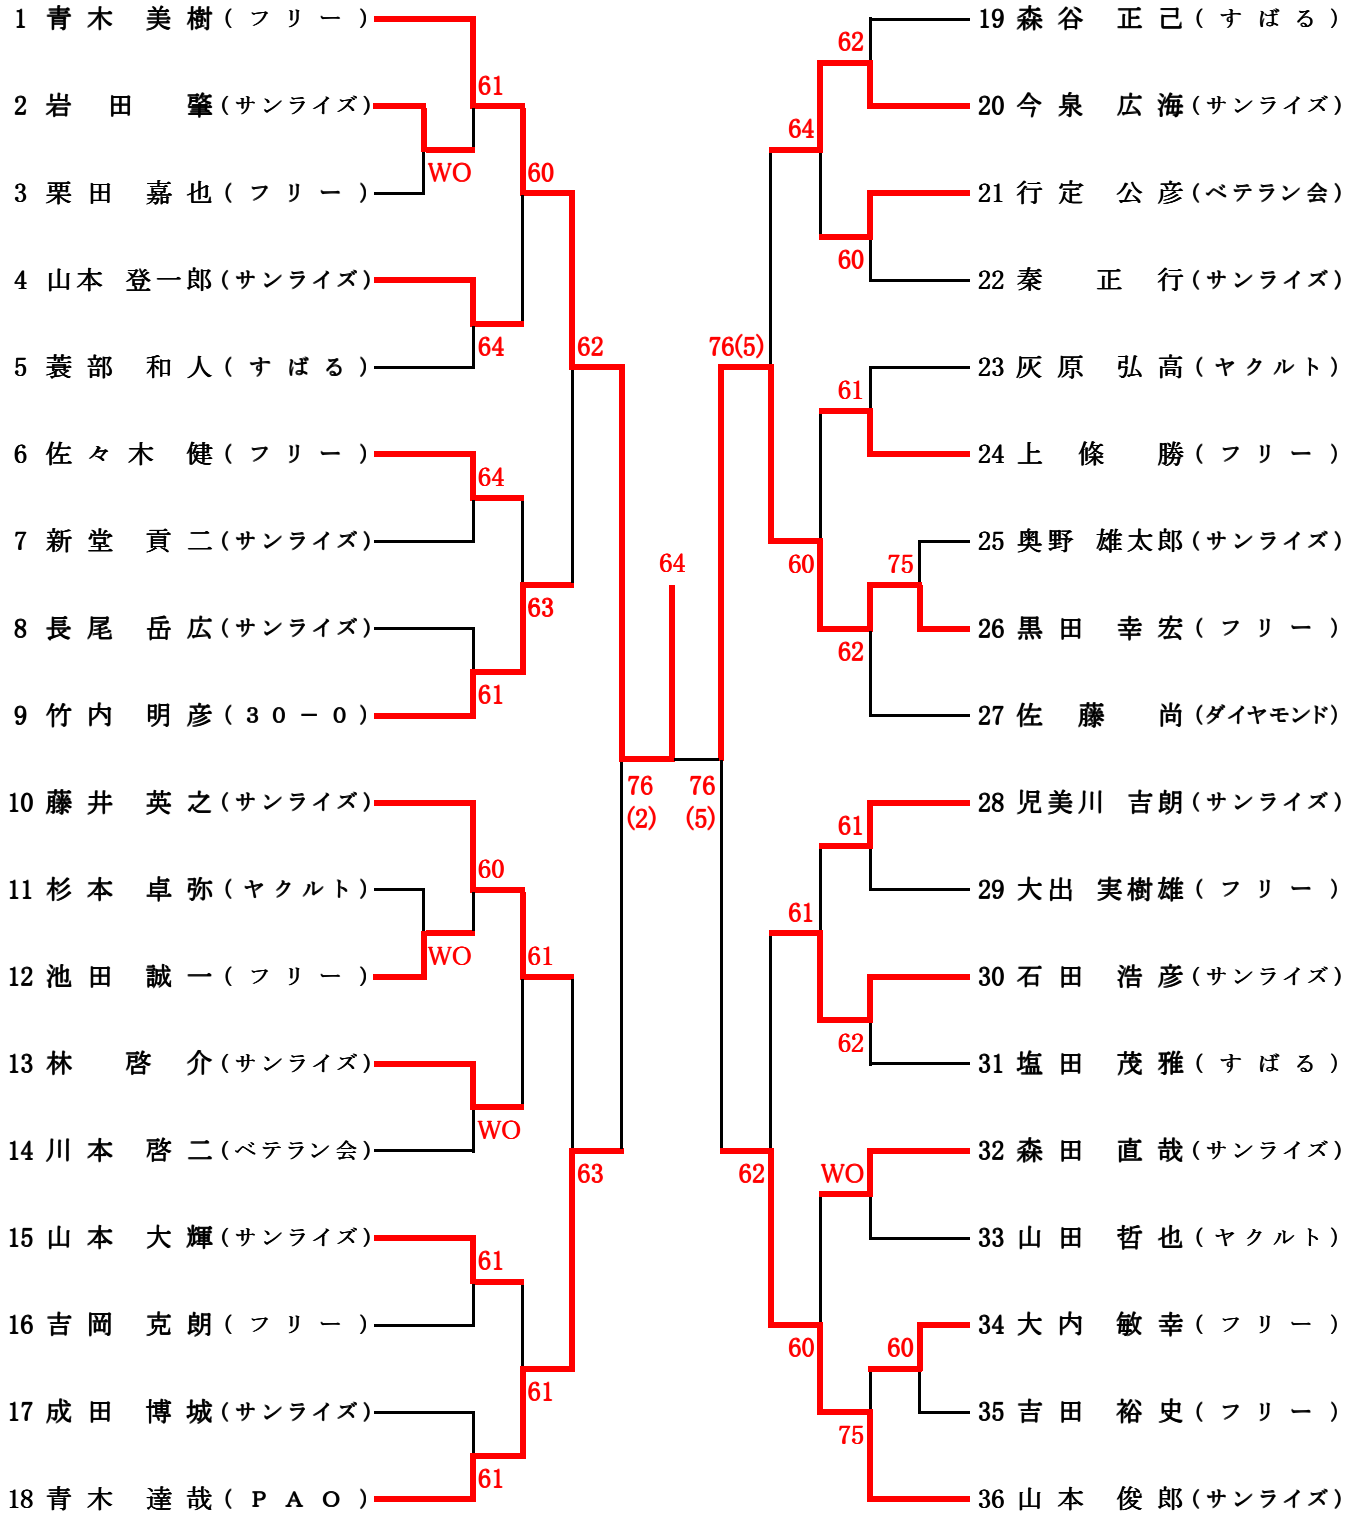 1 青木 美樹 (フリー)
2 岩田 肇 (サンライズ)
3 栗田 嘉也 (フリー)
4 山本 登一郎 (サンライズ)
5 蓑部 和人 (すばる)
6 佐々木 健 (フリー)
7 新堂 貢二 (サンライズ)
8 長尾 岳広 (サンライズ)
9 竹内 明彦 (30-0)
10 藤井 英之 (サンライズ)
11 杉本 卓弥 (ヤクルト)
12 池田 誠一 (フリー)
13 林 啓介 (サンライズ)
14 川本 啓二 (ベテラン会)
15 山本 大輝 (サンライズ)
16 吉岡 克朗 (フリー)
17 成田 博城 (サンライズ)
18 青木 達哉 (PAO)
61
WO
64
64
61
60
WO
WO
61
61
60
63
61
61
62
63
76
(2)
64
76
(5)
76(5)
62
64
60
61
60
75
62
61
61
62
WO
60
60
75
19 森谷 正己 (すばる)
20 今泉 広海 (サンライズ)
21 行定 公彦 (ベテラン会)
22 秦 正行 (サンライズ)
23 灰原 弘高 (ヤクルト)
24 上條 勝 (フリー)
25 奥野 雄太郎 (サンライズ)
26 黒田 幸宏 (フリー)
27 佐藤 尚 (ダイヤモンド)
28 児美川 吉朗 (サンライズ)
29 大出 実樹雄 (フリー)
30 石田 浩彦 (サンライズ)
31 塩田 茂雅 (すばる)
32 森田 直哉 (サンライズ)
33 山田 哲也 (ヤクルト)
34 大内 敏幸 (フリー)
35 吉田 裕史 (フリー)
36 山本 俊郎 (サンライズ)